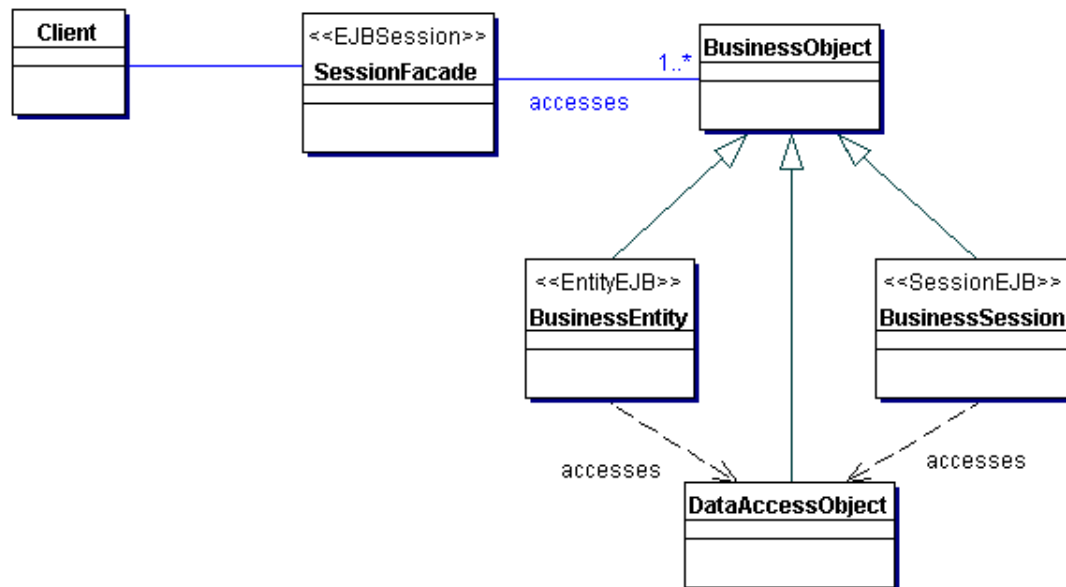 Client
<<EJBSession>>
SessionFacade
BusinessObject
1..*
accesses
<<EntityEJB>>
BusinessEntity
<<SessionEJB>>
BusinessSession
accesses
accesses
DataAccessObject